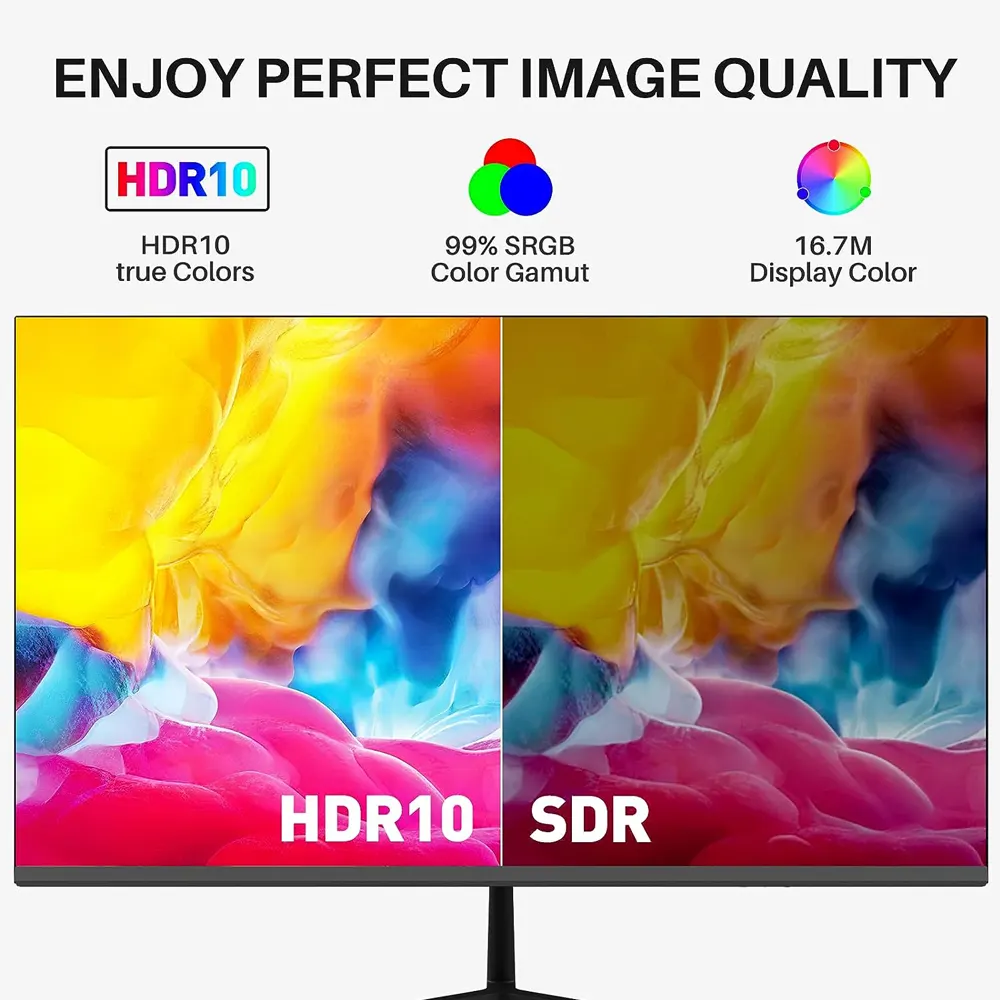 ENJOY PERFECT IMAGE QUALITY
HDR10
HDR10
true Colors
99% SRGB
Color Gamut
16.7M
Display Color
HDR10
SDR